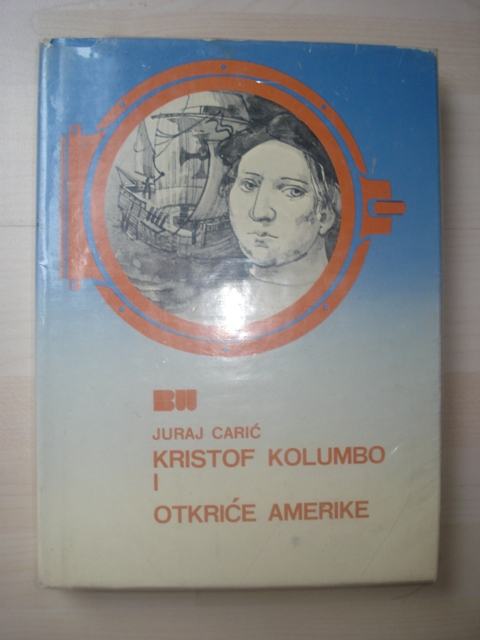 BU
JURAJ CARIĆ
KRISTOF KOLUMBO
I
OTKRIĆE AMERIKE